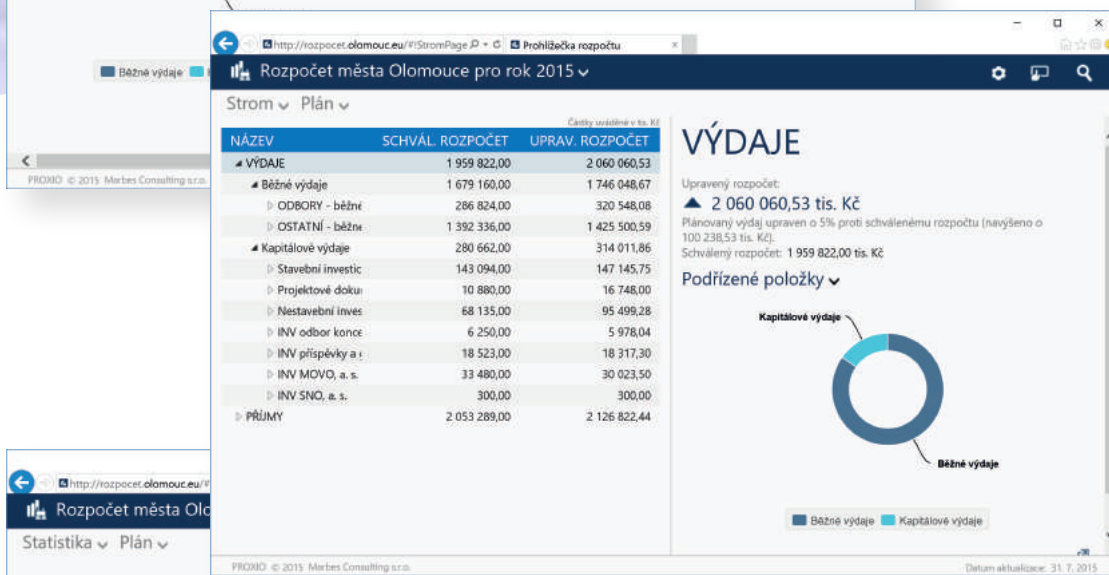 Běžné výdaje
PROXIO © 2015 Marbes Consulting s.r.o.
http://rozpocet.olomouc.eu/#!StromPage
Prohlížečka rozpočtu
Rozpočet města Olomouce pro rok 2015
Strom Plán
Částky uváděné v tis. Kč
NÁZEV SCHVÁL. ROZPOČET UPRAV. ROZPOČET
VÝDAJE 1 959 822,00 2 060 060,53
Běžné výdaje 1 679 160,00 1 746 048,67
ODBORY - běžné 286 824,00 320 548,08
OSTATNÍ - běžné 1 392 336,00 1 425 500,59
Kapitálové výdaje 280 662,00 314 011,86
Stavební investic 143 094,00 147 145,75
Projektové doku 10 880,00 16 748,00
Nestavební inves 68 135,00 95 499,28
INV odbor konce 6 250,00 5 978,04
INV příspěvky a 18 523,00 18 317,30
INV MOVO, a. s. 33 480,00 30 023,50
INV SNO, a. s. 300,00 300,00
PŘÍJMY 2 053 289,00 2 126 822,44
VÝDAJE
Upravený rozpočet:
2 060 060,53 tis. Kč
Plánovaný výdaj upraven o 5% proti schválenému rozpočtu (navýšeno o
100 238,53 tis. Kč).
Schválený rozpočet: 1 959 822,00 tis. Kč
Podřízené položky
Kapitálové výdaje
Běžné výdaje
Běžné výdaje Kapitálové výdaje
PROXIO © 2015 Marbes Consulting s.r.o.
Datum aktualizace: 31. 7. 2015
http://rozpocet.olomouc.eu/#
Rozpočet města Olo
Statistika Plán